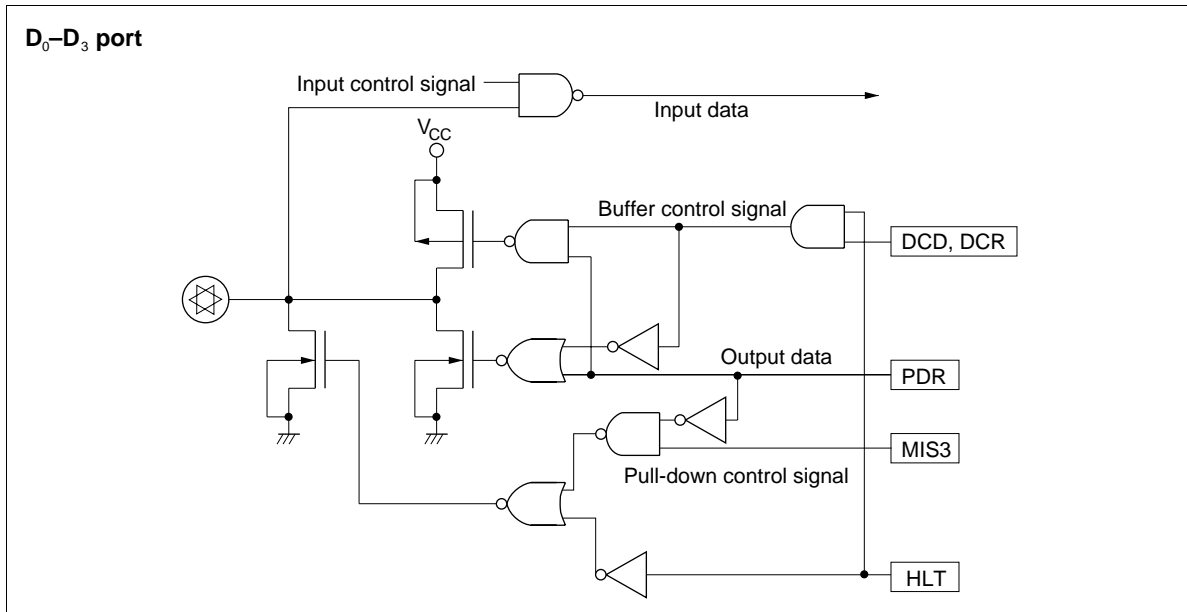 D₀–D₃ port
Input control signal
Input data
VCC
Buffer control signal
DCD, DCR
Output data
PDR
MIS3
Pull-down control signal
HLT